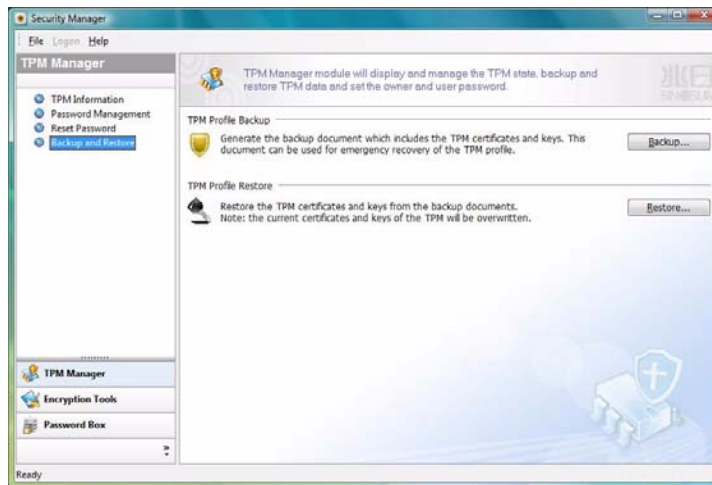 Security Manager
File Logon Help
TPM Manager
TPM Information
Password Management
Reset Password
Backup and Restore
TPM Manager
Encryption Tools
Password Box
TPM Manager module will display and manage the TPM state, backup and
restore TPM data and set the owner and user password.
TPM Profile Backup
Generate the backup document which includes the TPM certificates and keys. This
ducument can be used for emergency recovery of the TPM profile.
Backup...
TPM Profile Restore
Restore the TPM certificates and keys from the backup documents.
Note: the current certificates and keys of the TPM will be overwritten.
Restore...
Ready